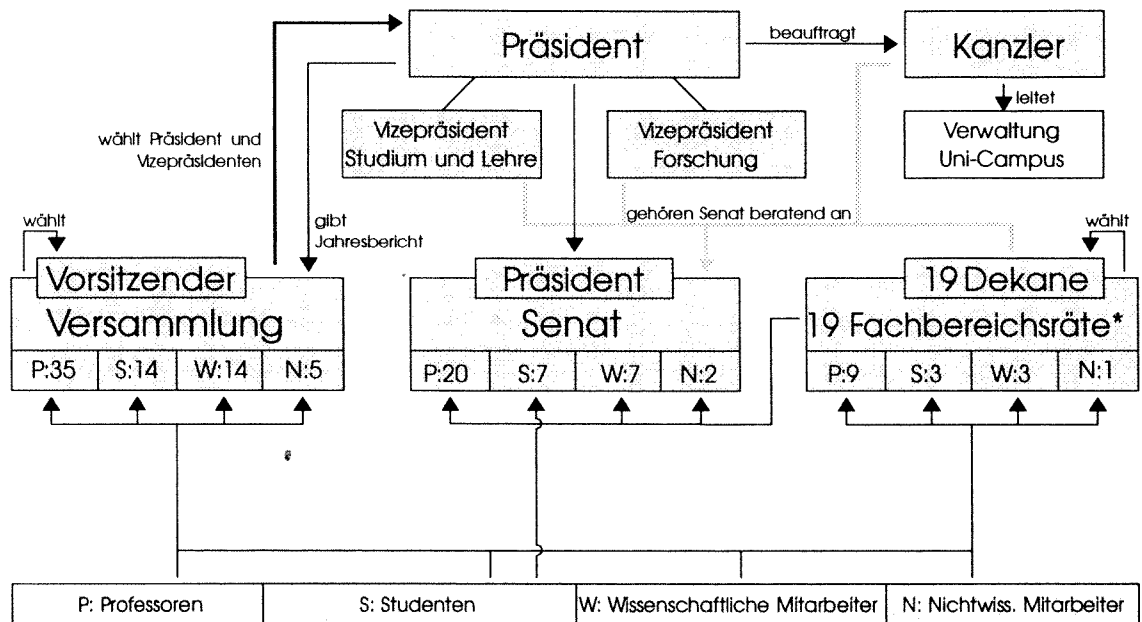 Präsident
beauftragt
Kanzler
wählt Präsident und
Vizepräsidenten
Vizepräsident
Studium und Lehre
Vizepräsident
Forschung
leitet
Verwaltung
Uni-Campus
gibt
Jahresbericht
gehören Senat beratend an
wählt
wählt
Vorsitzender
Versammlung
P:35
S:14
W:14
N:5
Präsident
Senat
P:20
S:7
W:7
N:2
19 Dekane
19 Fachbereichsräte*
P:9
S:3
W:3
N:1
P: Professoren
S: Studenten
W: Wissenschaftliche Mitarbeiter
N: Nichtwiss. Mitarbeiter